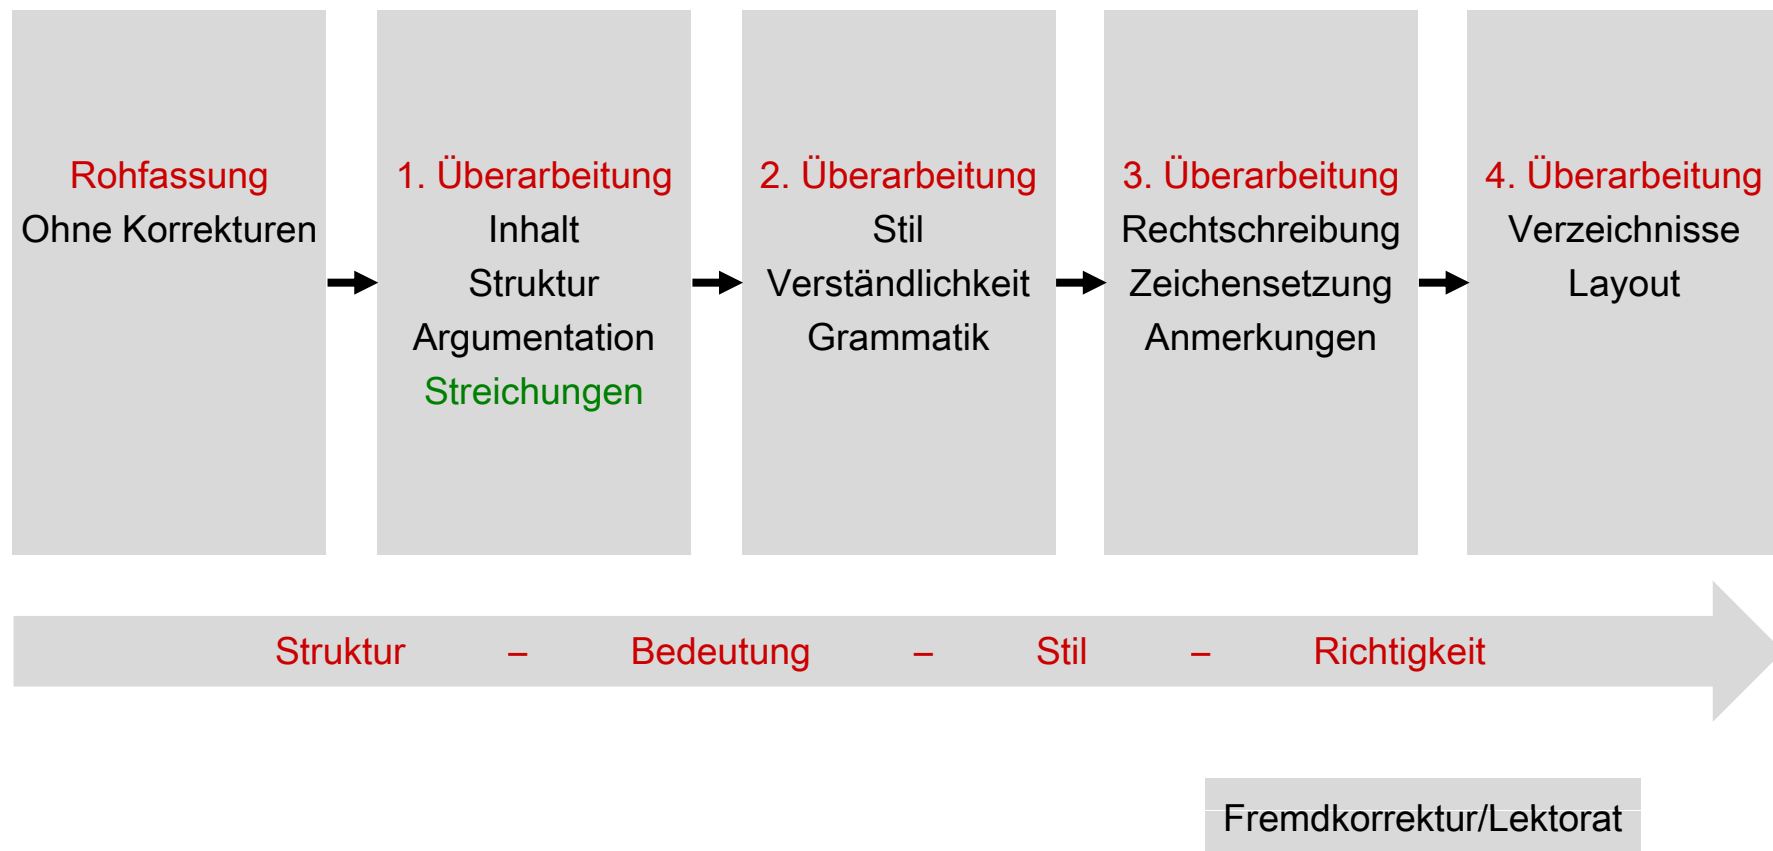 Rohfassung
Ohne Korrekturen
1. Überarbeitung
Inhalt
Struktur
Argumentation
Streichungen
2. Überarbeitung
Stil
Verständlichkeit
Grammatik
3. Überarbeitung
Rechtschreibung
Zeichensetzung
Anmerkungen
4. Überarbeitung
Verzeichnisse
Layout
Struktur – Bedeutung – Stil – Richtigkeit
Fremdkorrektur/Lektorat